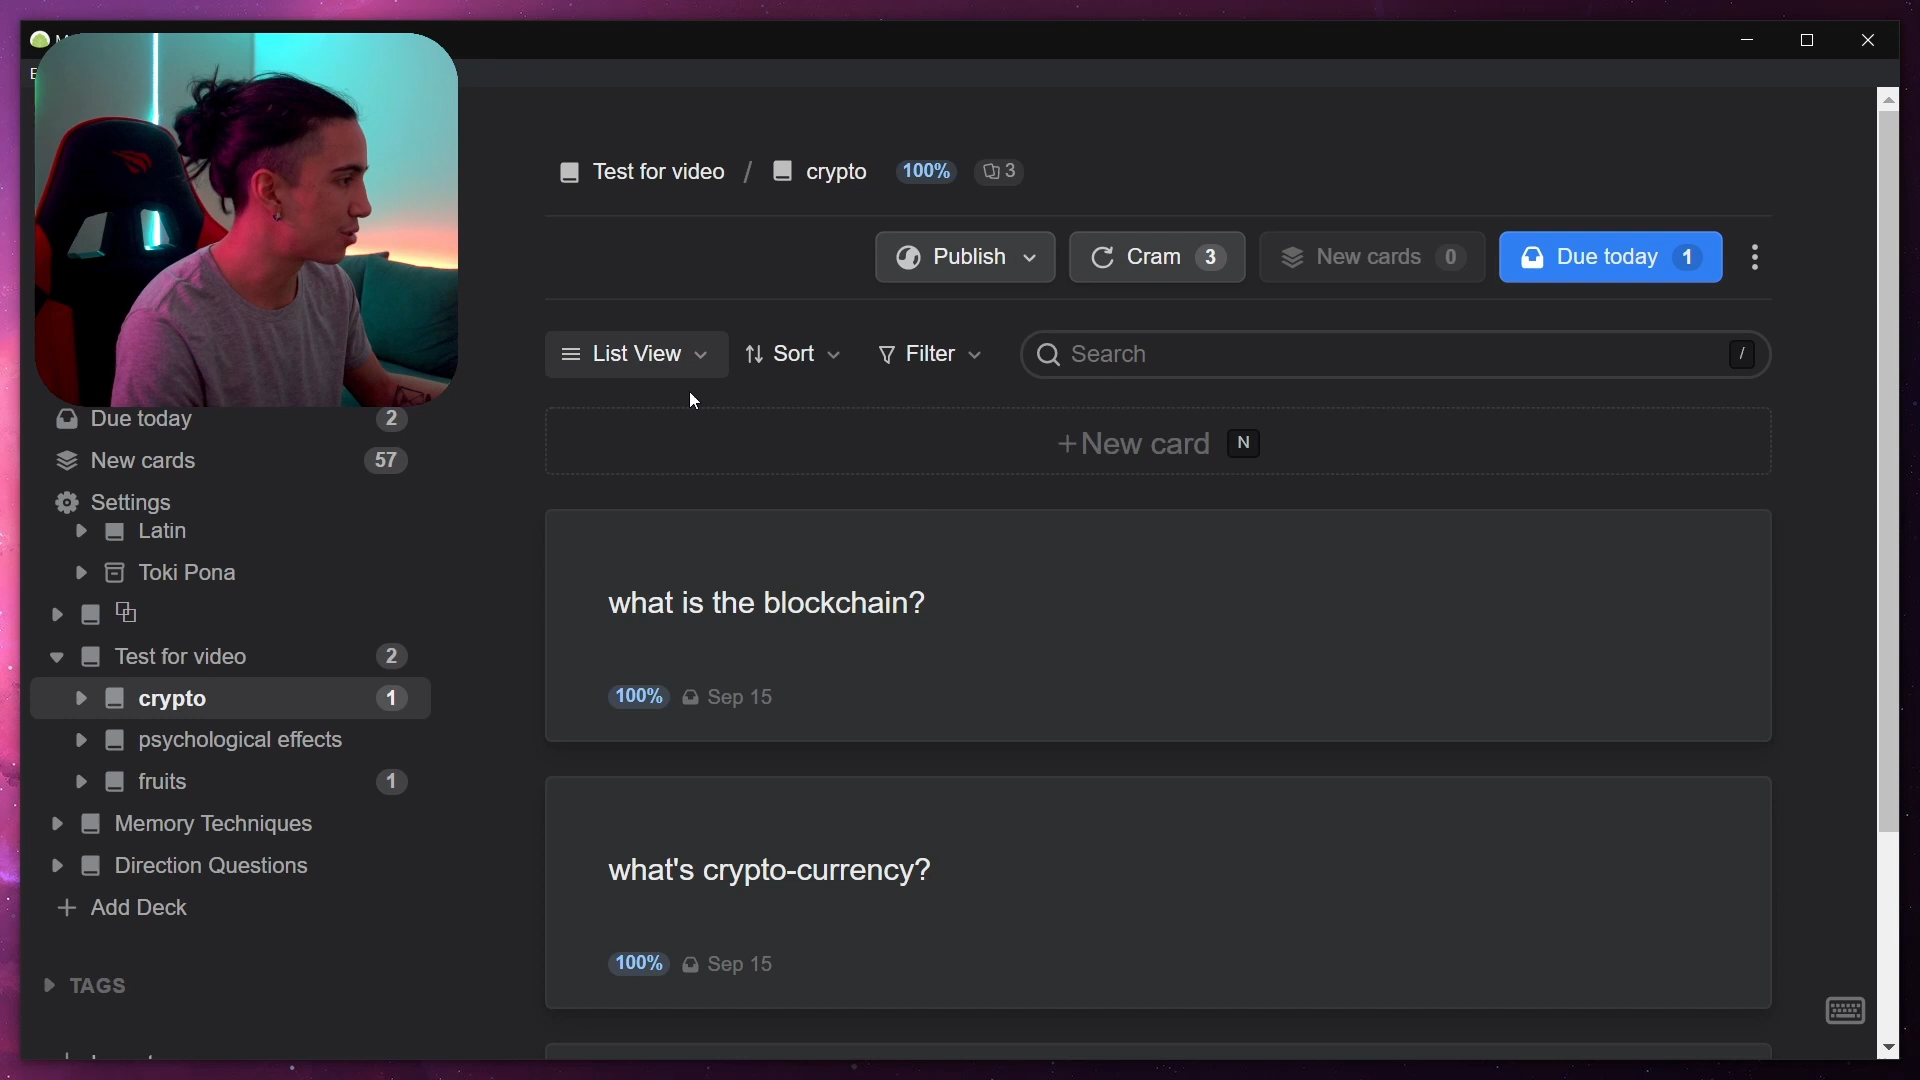 Test for video / crypto 100% 3
Publish Cram 3 New cards 0 Due today 1
List View Sort Filter Search /
+New card N
Due today 2
New cards 57
Settings
Latin
Toki Pona
Test for video 2
crypto 1
psychological effects
fruits 1
Memory Techniques
Direction Questions
+ Add Deck
TAGS
what is the blockchain?
100% Sep 15
what's crypto-currency?
100% Sep 15